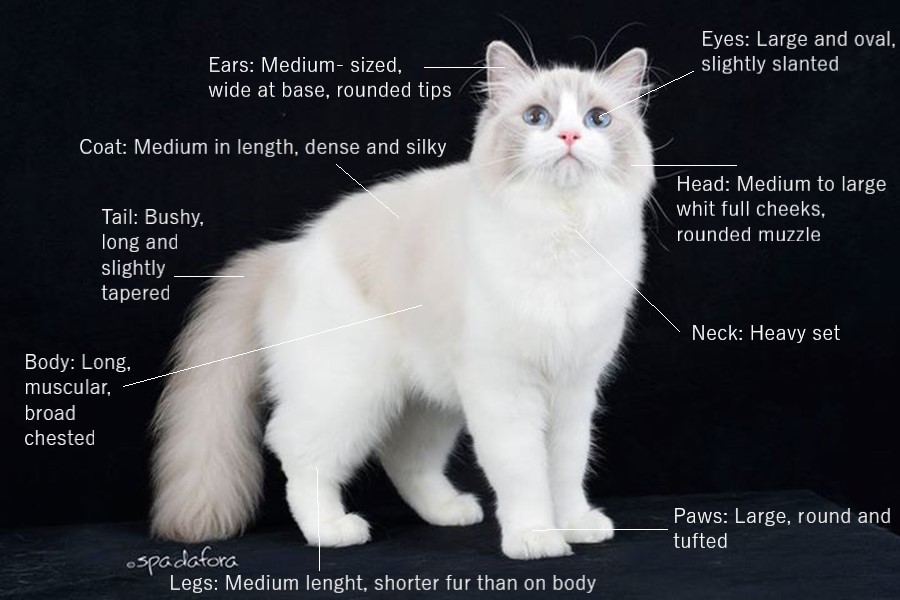 Eyes: Large and oval,
slightly slanted
Ears: Medium- sized,
wide at base, rounded tips
Coat: Medium in length, dense and silky
Head: Medium to large
whit full cheeks,
rounded muzzle
Tail: Bushy,
long and
slightly
tapered
Neck: Heavy set
Body: Long,
muscular,
broad
chested
Paws: Large, round and
tufted
©spadafora
Legs: Medium lenght, shorter fur than on body